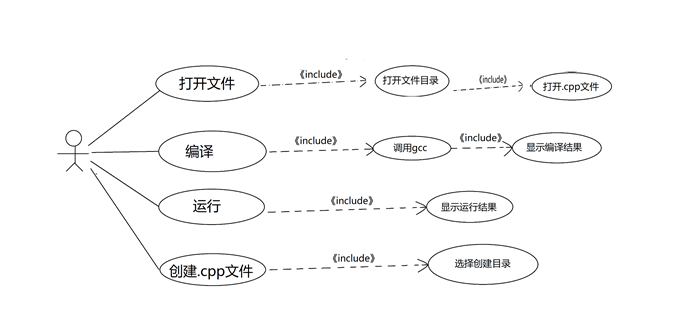 打开文件
《include》
打开文件目录
《include》
打开.cpp文件
编译
《include》
调用gcc
《include》
显示编译结果
运行
《include》
显示运行结果
创建.cpp文件
《include》
选择创建目录